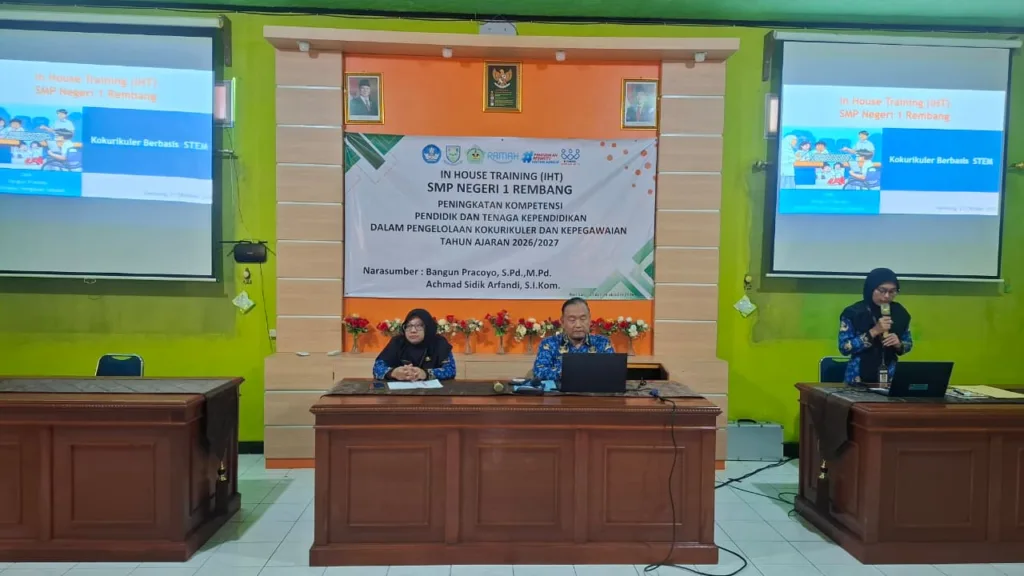 In House Training (IHT)
SMP Negeri 1 Rembang
Kokurikuler Berbasis STEM
RAMAH
IN HOUSE TRAINING (IHT)
SMP NEGERI 1 REMBANG
PENINGKATAN KOMPETENSI
PENDIDIK DAN TENAGA KEPENDIDIKAN
DALAM PENGELOLAAN KOKURIKULER DAN KEPEGAWAIAN
TAHUN AJARAN 2026/2027
Narasumber : Bangun Pracoyo, S.Pd.,M.Pd.
Achmad Sidik Arfandi, S.I.Kom.
In House Training (IHT)
SMP Negeri 1 Rembang
Kokurikuler Berbasis STEM